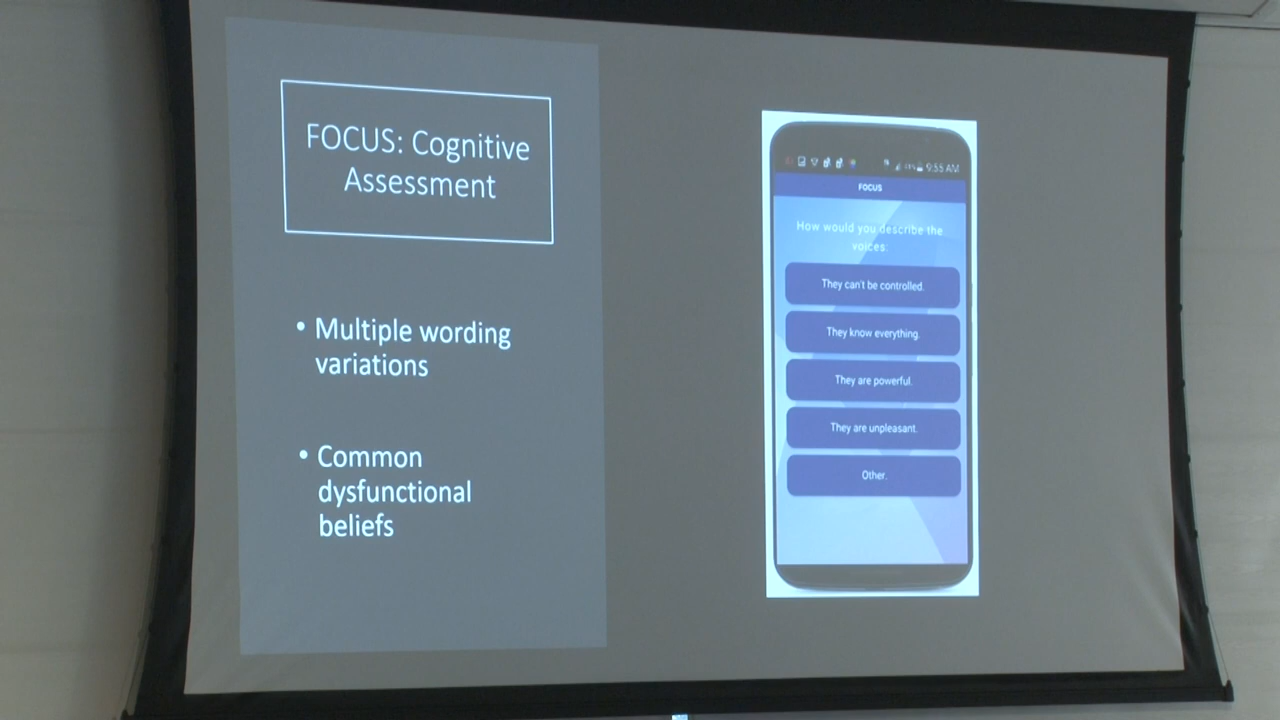 FOCUS: Cognitive
Assessment
• Multiple wording
variations
• Common
dysfunctional
beliefs
9:55 AM
FOCUS
How would you describe the
voices.
They can't be controlled.
They know everything.
They are powerful.
They are unpleasant.
Other.